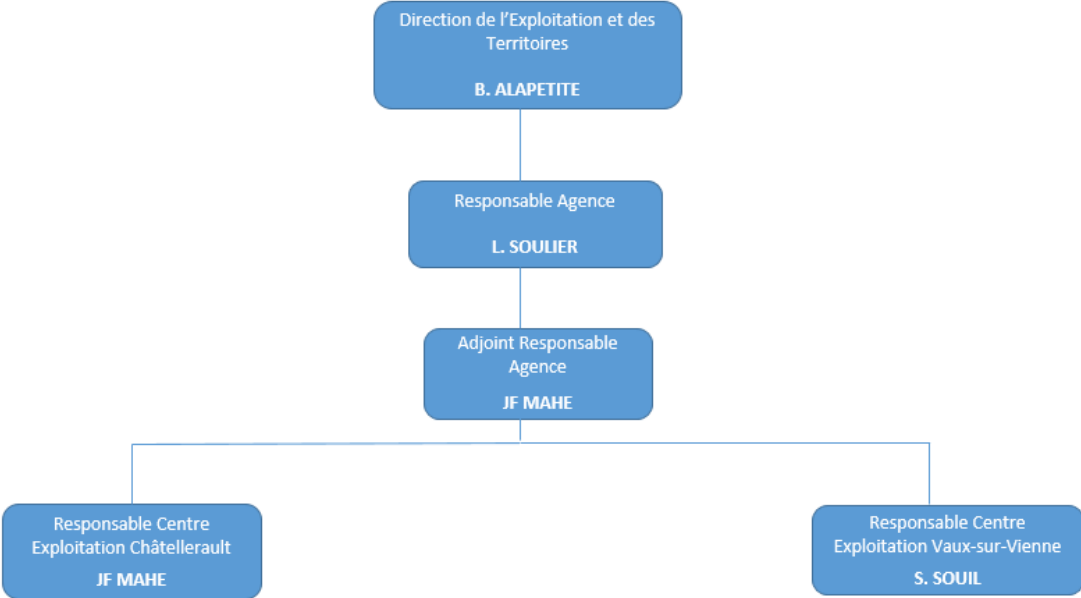 Direction de l'Exploitation et des
Territoires
B. ALAPETITE
Responsable Agence
L. SOULIER
Adjoint Responsable
Agence
JF MAHE
Responsable Centre
Exploitation Châtellerault
JF MAHE
Responsable Centre
Exploitation Vaux-sur-Vienne
S. SOUIL